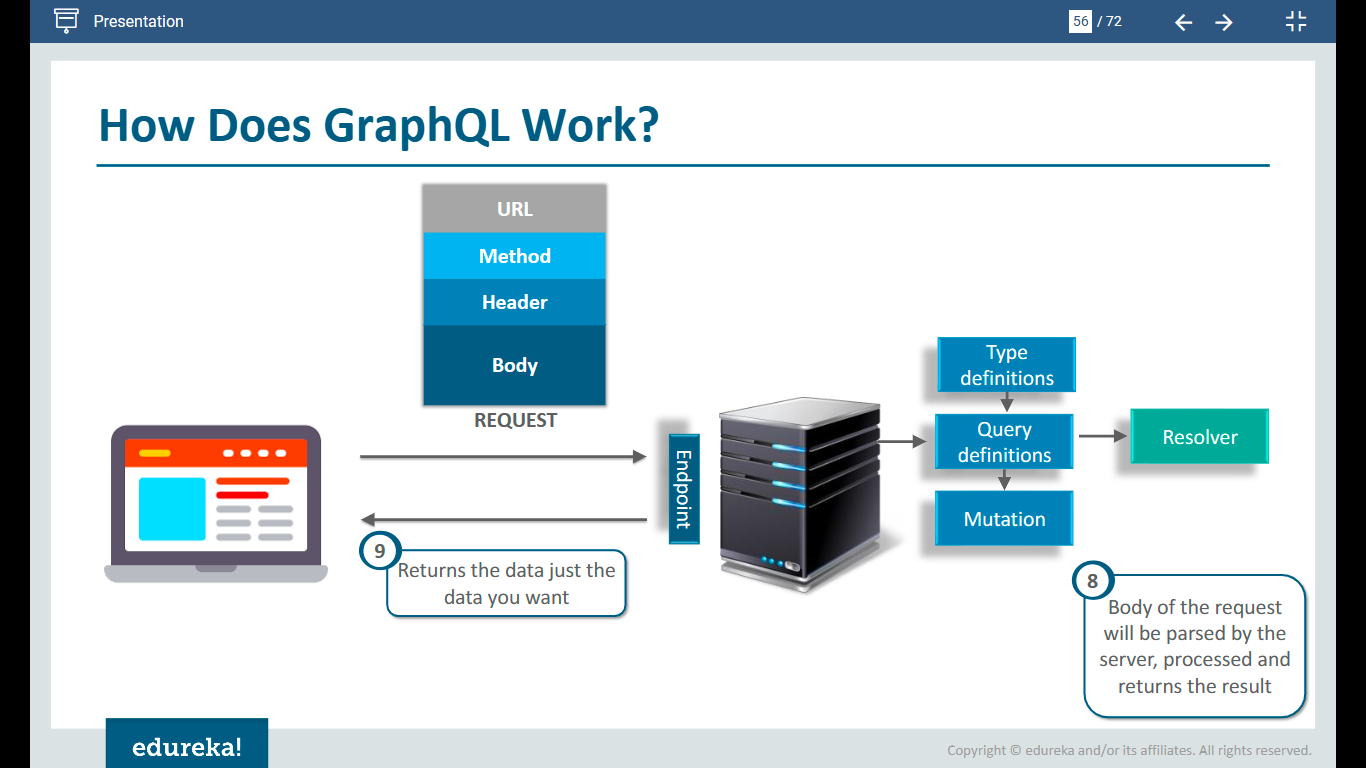 Presentation
56 / 72
How Does GraphQL Work?
URL
Method
Header
Body
REQUEST
Endpoint
Type
definitions
Query
definitions
Mutation
Resolver
9
Returns the data just the
data you want
8
Body of the request
will be parsed by the
server, processed and
returns the result
edureka!
Copyright © edureka and/or its affiliates. All rights reserved.